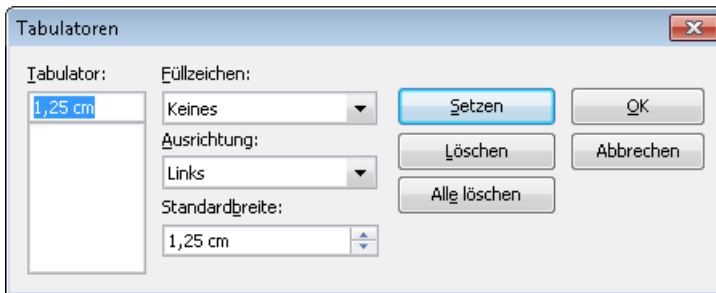 Tabulatoren
Tabulator:
1,25 cm
Füllzeichen:
Keines
Ausrichtung:
Links
Standardbreite:
1,25 cm
Setzen
Löschen
Alle löschen
OK
Abbrechen